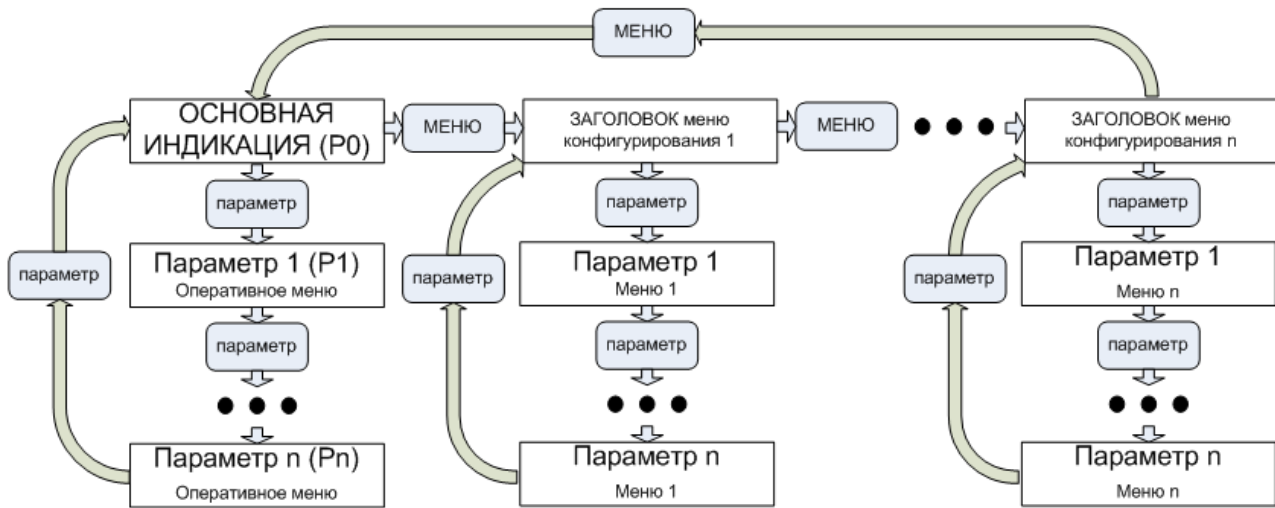 МЕНЮ
ОСНОВНАЯ
ИНДИКАЦИЯ (P0)
МЕНЮ
ЗАГОЛОВОК меню
конфигурирования 1
МЕНЮ
ЗАГОЛОВОК меню
конфигурирования n
параметр
параметр
параметр
параметр
Параметр 1 (P1)
Оперативное меню
параметр
Параметр 1
Меню 1
параметр
Параметр 1
Меню n
параметр
параметр
параметр
Параметр n (Pn)
Оперативное меню
Параметр n
Меню 1
Параметр n
Меню n